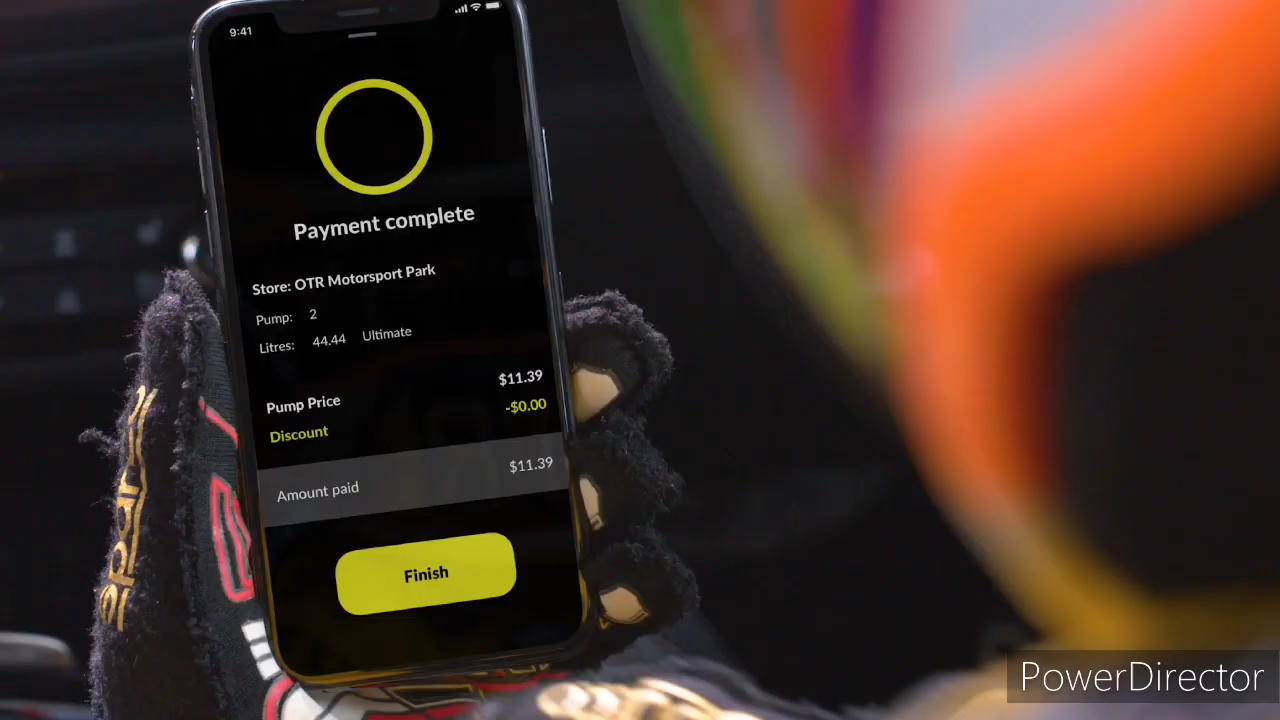 9:41
Payment complete
Store: OTR Motorsport Park
Pump: 2
Litres: 44.44 Ultimate
Pump Price $11.39
Discount -$0.00
Amount paid $11.39
Finish
PowerDirector